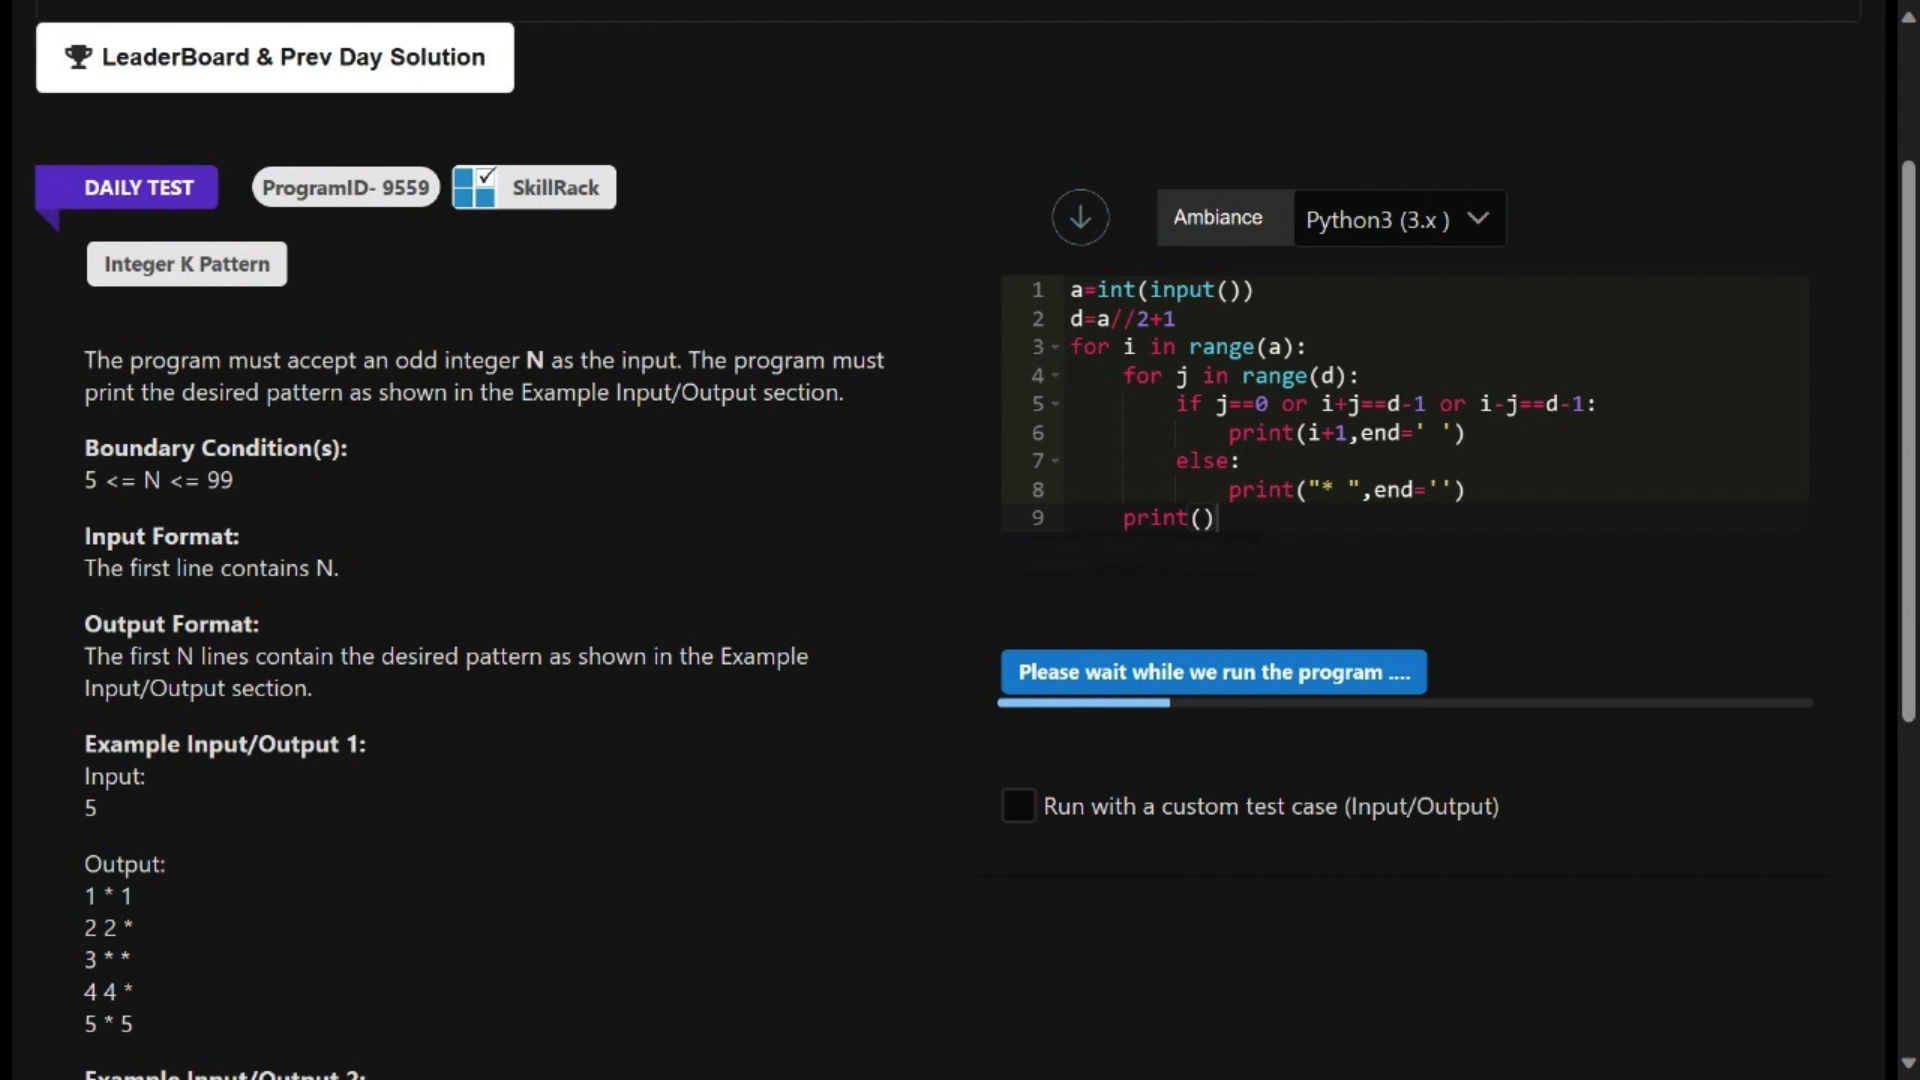 LeaderBoard & Prev Day Solution
DAILY TEST
ProgramID- 9559
SkillRack
Integer K Pattern
The program must accept an odd integer N as the input. The program must
print the desired pattern as shown in the Example Input/Output section.
Boundary Condition(s):
5 <= N <= 99
Input Format:
The first line contains N.
Output Format:
The first N lines contain the desired pattern as shown in the Example
Input/Output section.
Example Input/Output 1:
Input:
5
Output:
1 * 1
2 2 *
3 * *
4 4 *
5 * 5
Example Input/Output 2:
Ambiance
Python3 (3.x )
1 a=int(input())
2 d=a//2+1
3 for i in range(a):
4     for j in range(d):
5         if j==0 or i+j==d-1 or i-j==d-1:
6             print(i+1,end=' ')
7         else:
8             print("* ",end='')
9     print()
Please wait while we run the program ....
Run with a custom test case (Input/Output)